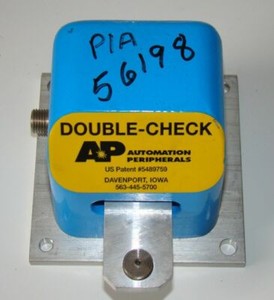 PIA
56198
DOUBLE-CHECK
AP AUTOMATION
PERIPHERALS
US Patent #5489759
DAVENPORT, IOWA
563-445-5700